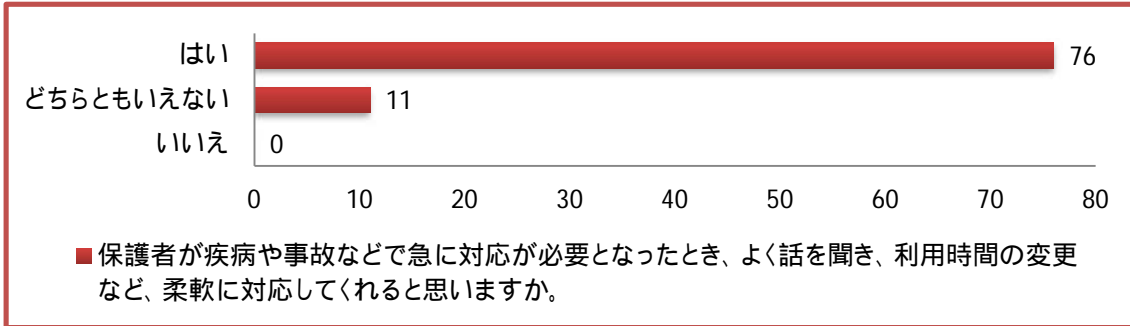 はい 76
どちらともいえない 11
いいえ 0
0 10 20 30 40 50 60 70 80
保護者が疾病や事故などで急に対応が必要となったとき、よく話を聞き、利用時間の変更
など、柔軟に対応してくれると思いますか。